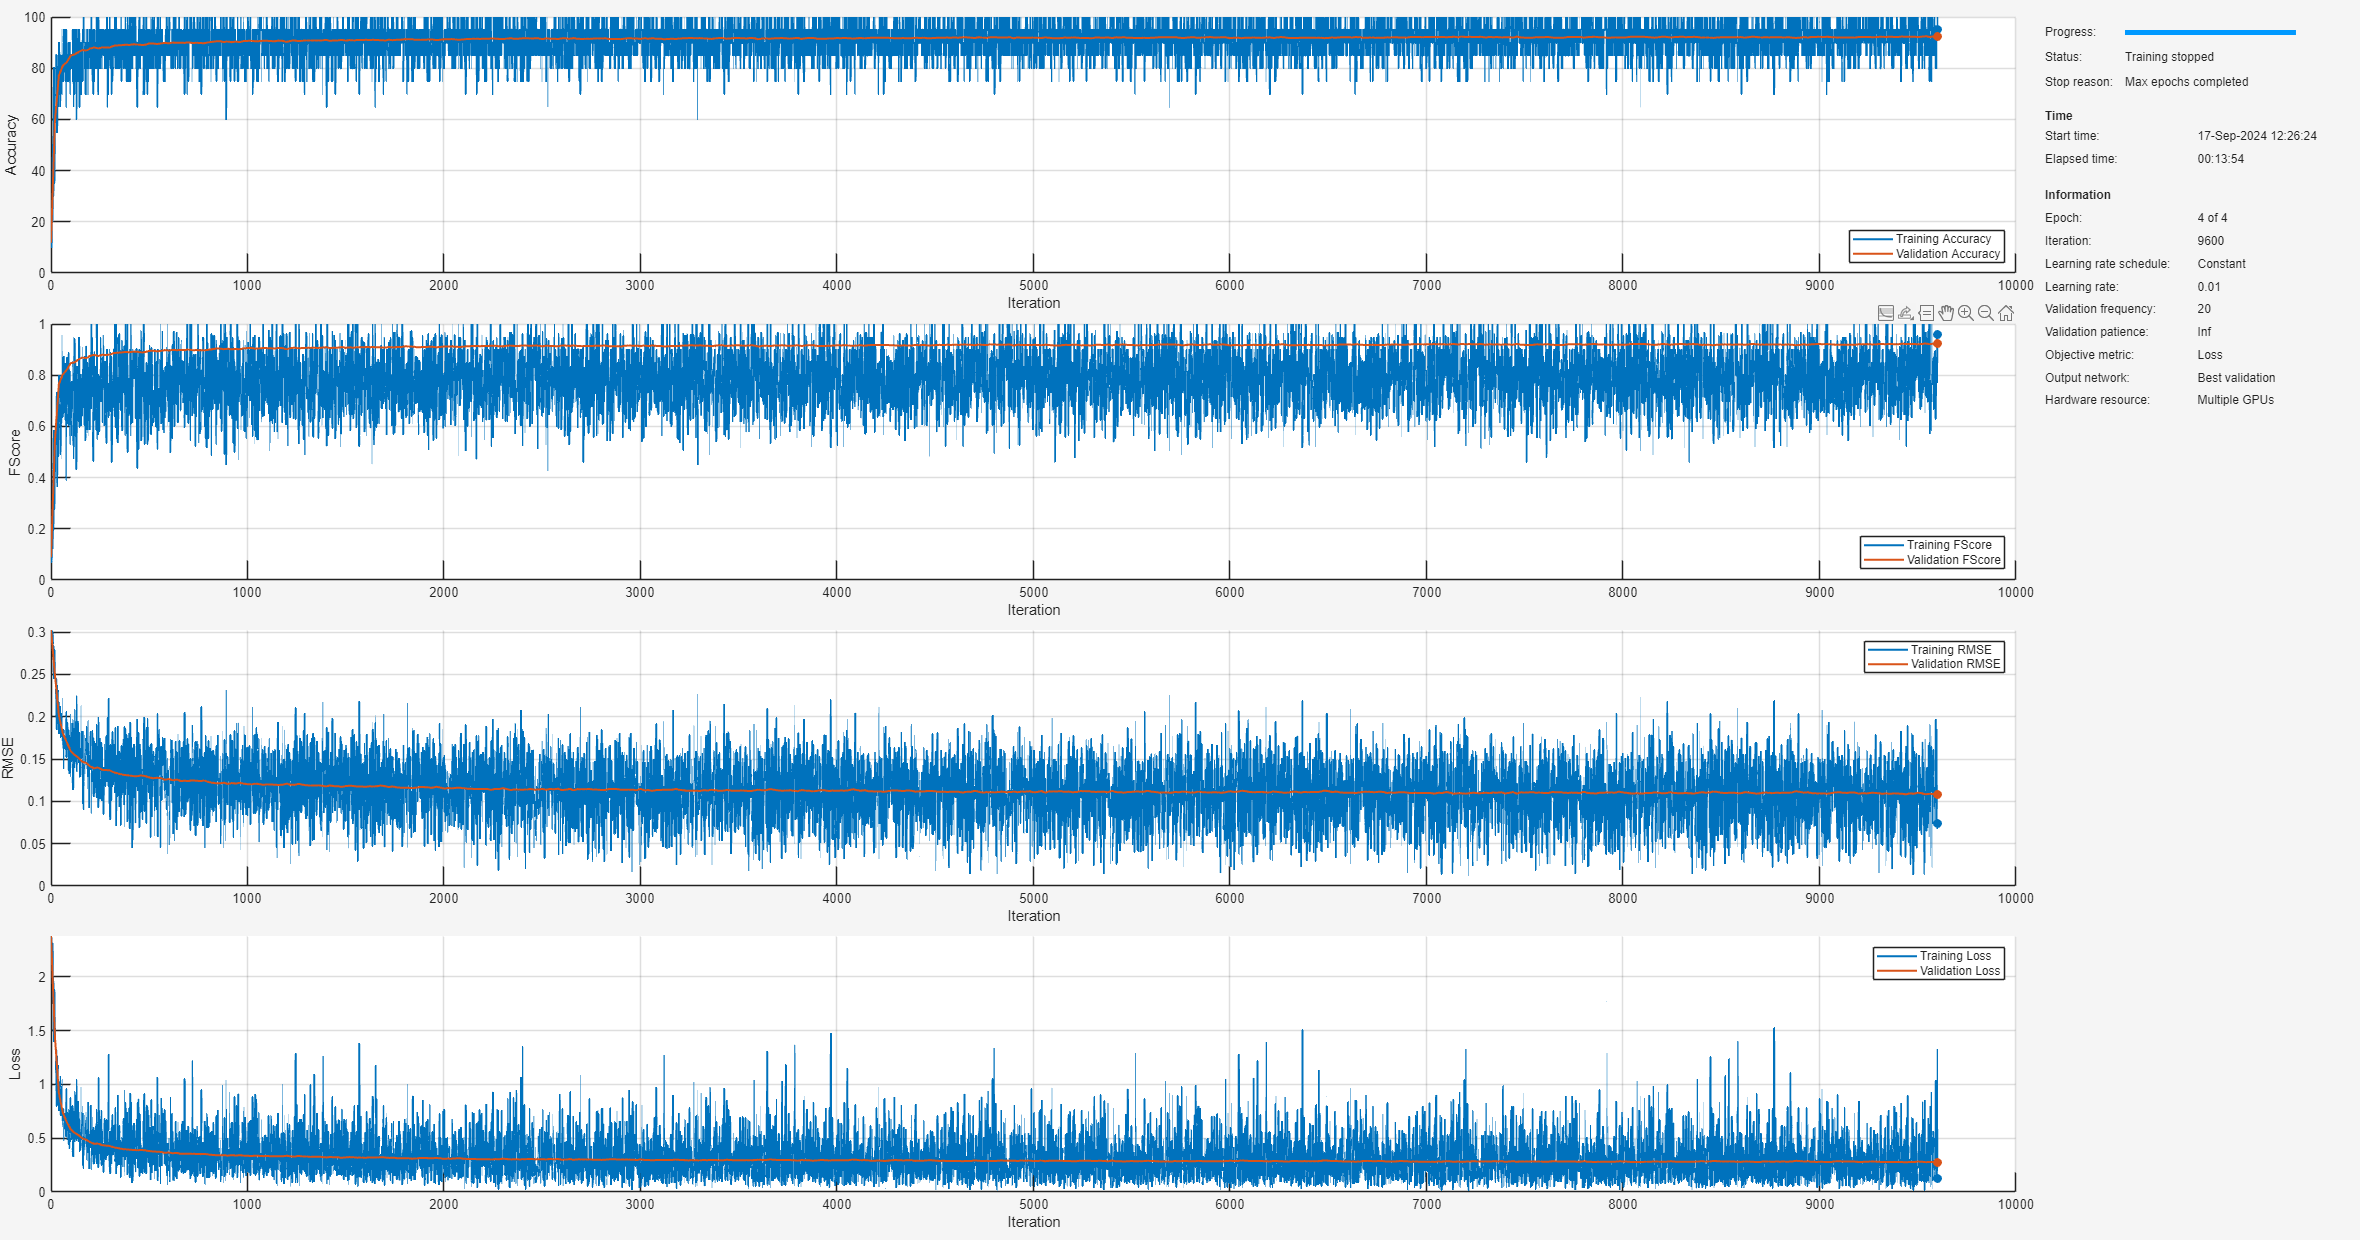 100
80
60
40
20
0
Accuracy
0 1000 2000 3000 4000 5000 6000 7000 8000 9000 10000
Iteration
Training Accuracy
Validation Accuracy
1
0.8
0.6
0.4
0.2
0
FScore
0 1000 2000 3000 4000 5000 6000 7000 8000 9000 10000
Iteration
Training FScore
Validation FScore
0.3
0.25
0.2
0.15
0.1
0.05
0
RMSE
0 1000 2000 3000 4000 5000 6000 7000 8000 9000 10000
Iteration
Training RMSE
Validation RMSE
2
1.5
1
0.5
0
Loss
0 1000 2000 3000 4000 5000 6000 7000 8000 9000 10000
Iteration
Training Loss
Validation Loss
Progress:
Status: Training stopped
Stop reason: Max epochs completed
Time
Start time: 17-Sep-2024 12:26:24
Elapsed time: 00:13:54
Information
Epoch: 4 of 4
Iteration: 9600
Learning rate schedule: Constant
Learning rate: 0.01
Validation frequency: 20
Validation patience: Inf
Objective metric: Loss
Output network: Best validation
Hardware resource: Multiple GPUs